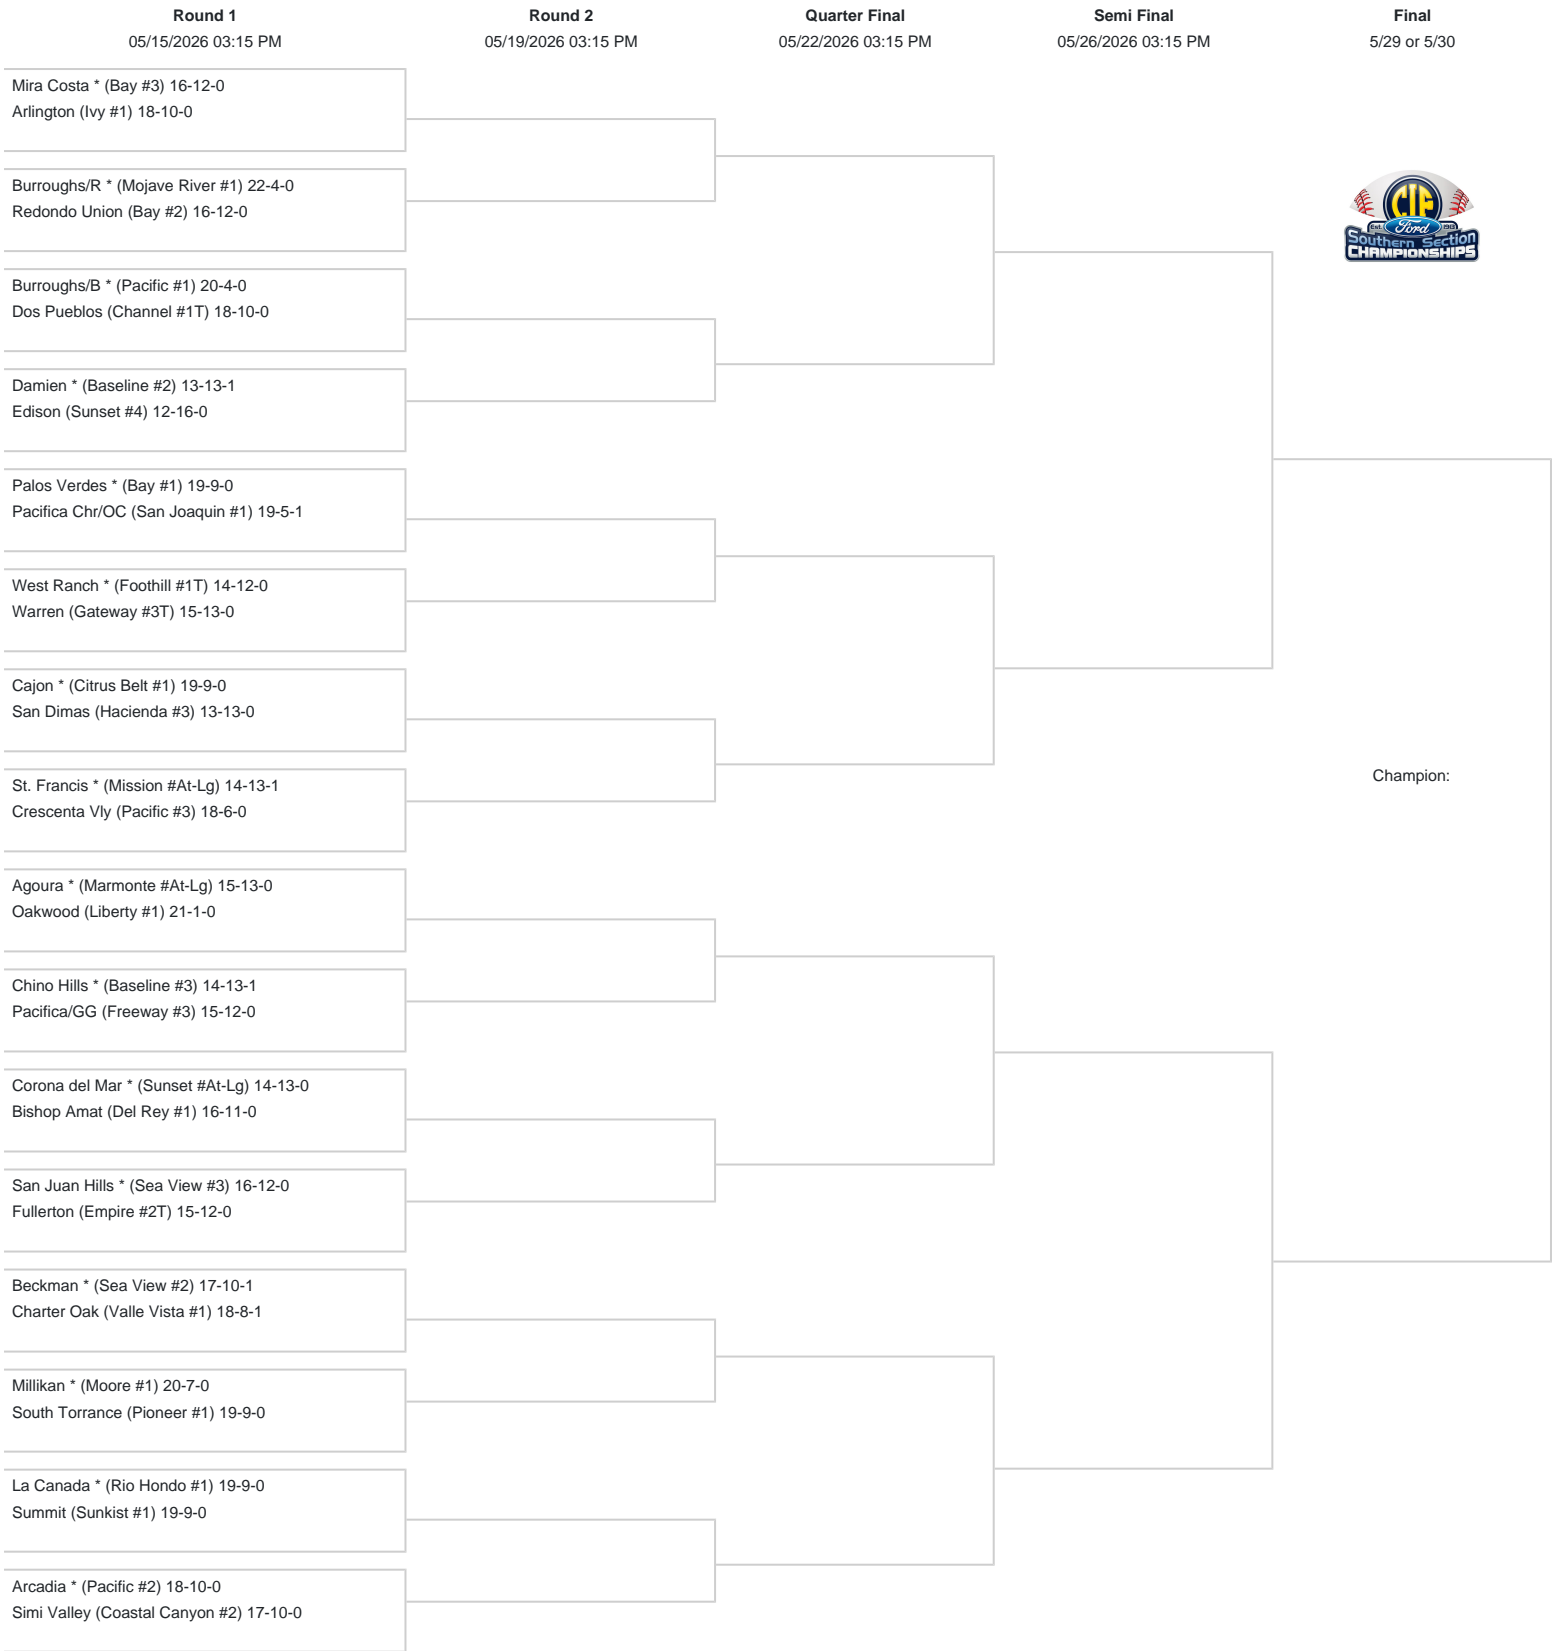 Round 1
05/15/2026 03:15 PM
Round 2
05/19/2026 03:15 PM
Quarter Final
05/22/2026 03:15 PM
Semi Final
05/26/2026 03:15 PM
Final
5/29 or 5/30
Mira Costa * (Bay #3) 16-12-0
Arlington (Ivy #1) 18-10-0
Burroughs/R * (Mojave River #1) 22-4-0
Redondo Union (Bay #2) 16-12-0
CIF
Est. 1913
Ford
Southern Section
CHAMPIONSHIPS
Burroughs/B * (Pacific #1) 20-4-0
Dos Pueblos (Channel #1T) 18-10-0
Damien * (Baseline #2) 13-13-1
Edison (Sunset #4) 12-16-0
Palos Verdes * (Bay #1) 19-9-0
Pacifica Chr/OC (San Joaquin #1) 19-5-1
West Ranch * (Foothill #1T) 14-12-0
Warren (Gateway #3T) 15-13-0
Cajon * (Citrus Belt #1) 19-9-0
San Dimas (Hacienda #3) 13-13-0
St. Francis * (Mission #At-Lg) 14-13-1
Crescenta Vly (Pacific #3) 18-6-0
Champion:
Agoura * (Marmonte #At-Lg) 15-13-0
Oakwood (Liberty #1) 21-1-0
Chino Hills * (Baseline #3) 14-13-1
Pacifica/GG (Freeway #3) 15-12-0
Corona del Mar * (Sunset #At-Lg) 14-13-0
Bishop Amat (Del Rey #1) 16-11-0
San Juan Hills * (Sea View #3) 16-12-0
Fullerton (Empire #2T) 15-12-0
Beckman * (Sea View #2) 17-10-1
Charter Oak (Valle Vista #1) 18-8-1
Millikan * (Moore #1) 20-7-0
South Torrance (Pioneer #1) 19-9-0
La Canada * (Rio Hondo #1) 19-9-0
Summit (Sunkist #1) 19-9-0
Arcadia * (Pacific #2) 18-10-0
Simi Valley (Coastal Canyon #2) 17-10-0